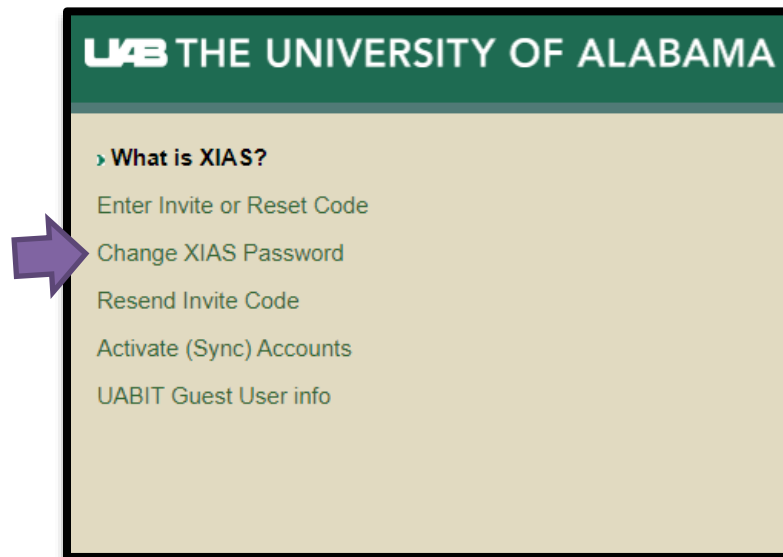 UAB THE UNIVERSITY OF ALABAMA
What is XIAS?
Enter Invite or Reset Code
Change XIAS Password
Resend Invite Code
Activate (Sync) Accounts
UABIT Guest User info